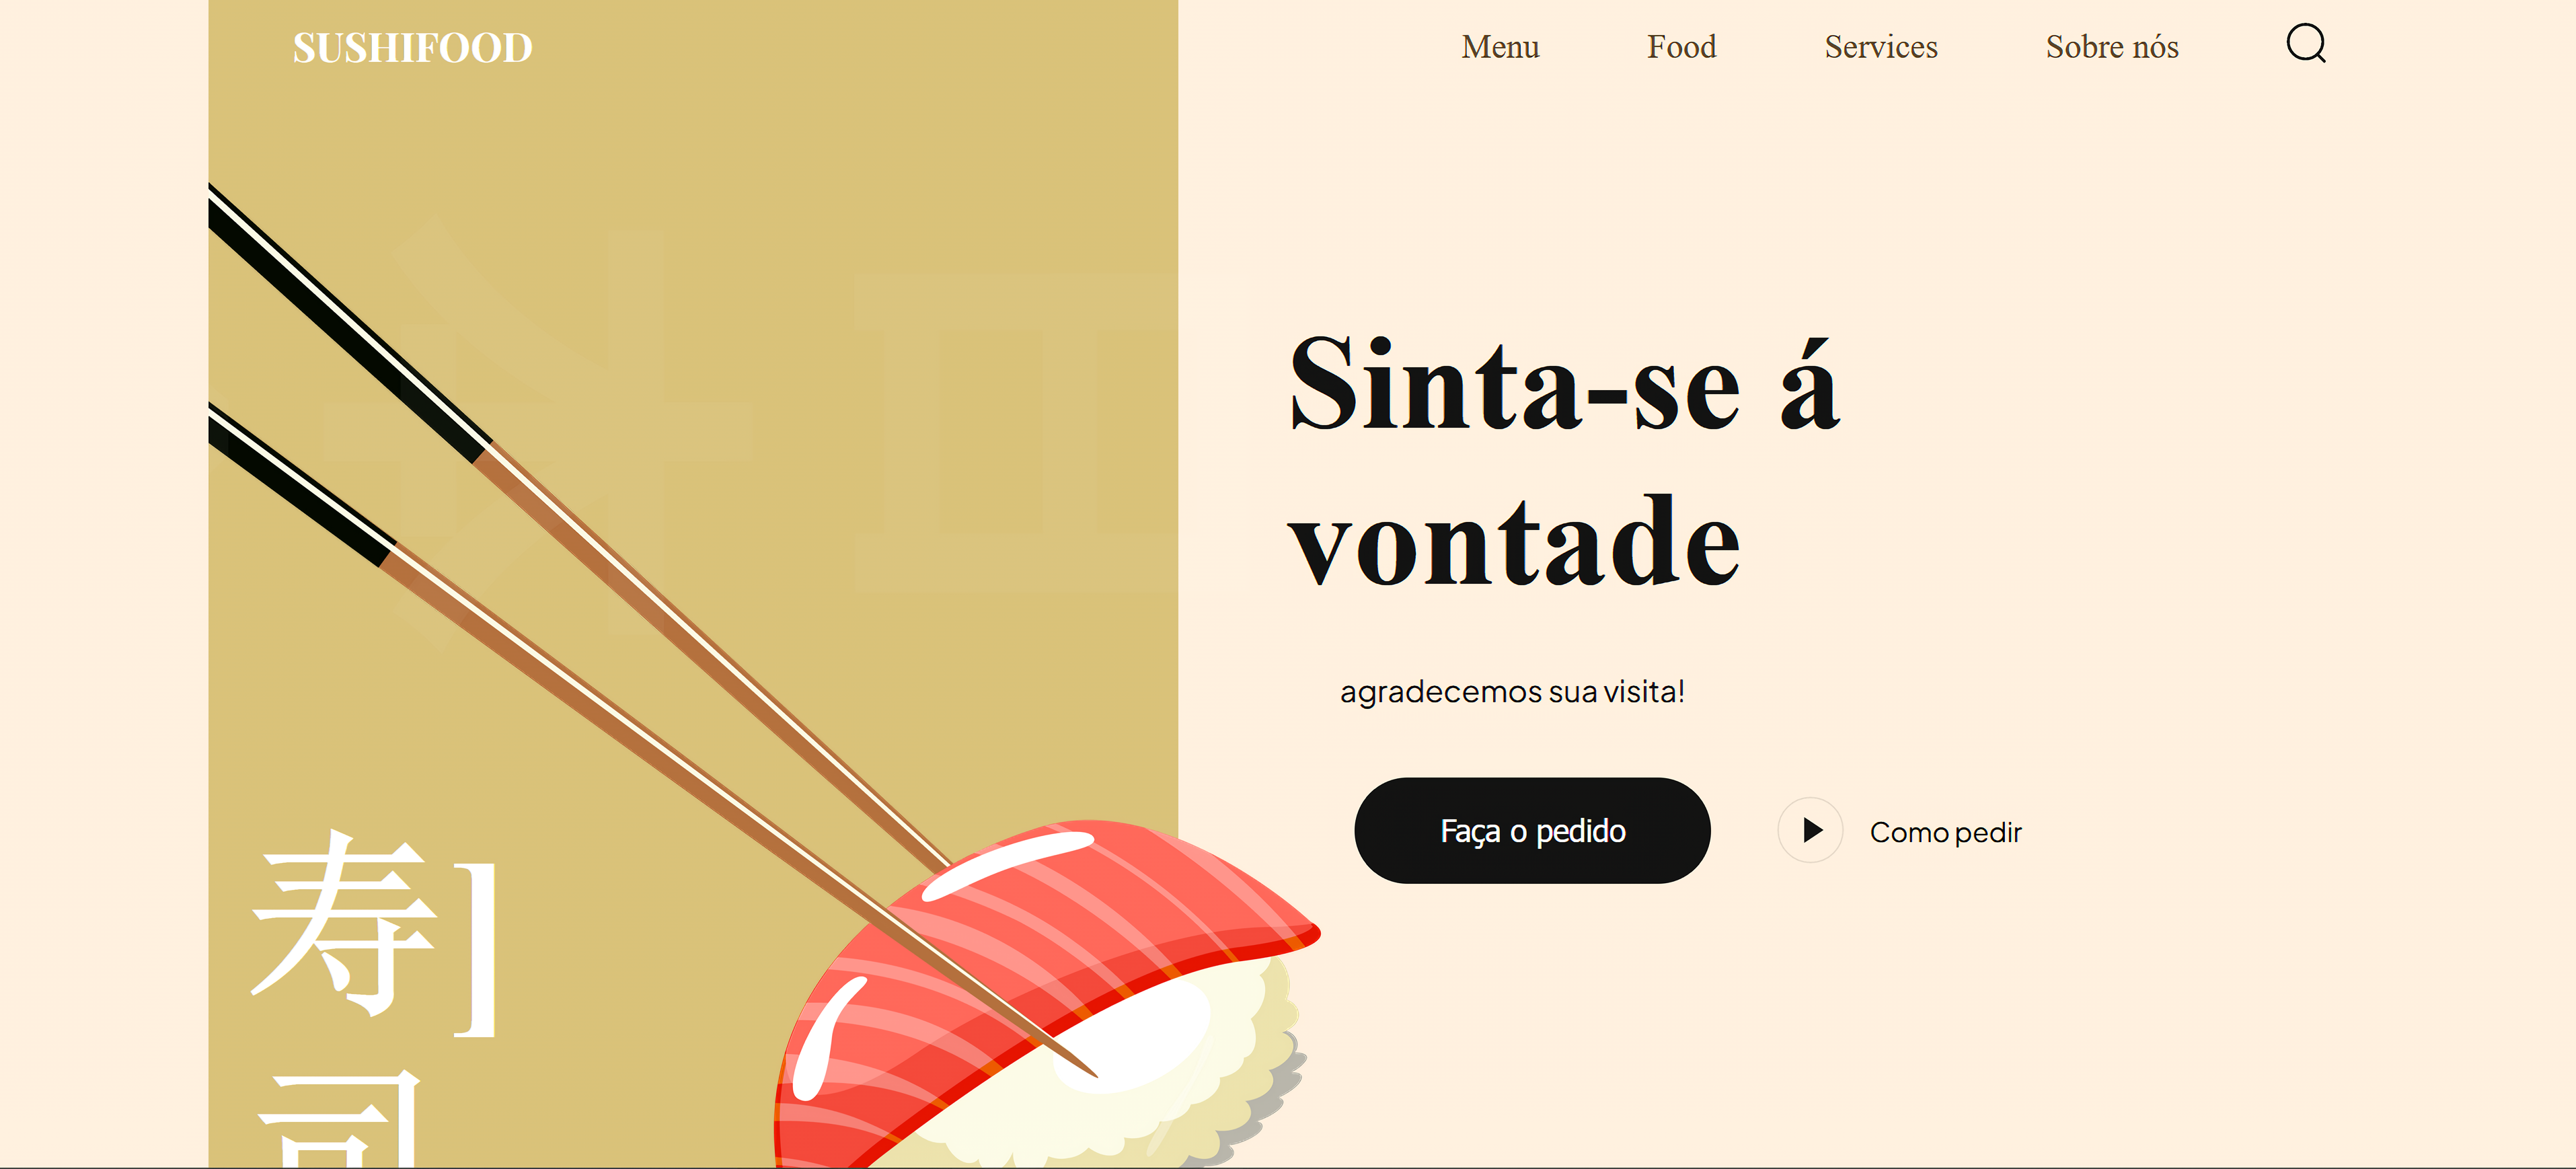 SUSHIFOOD
Menu
Food
Services
Sobre nós
Sinta-se á
vontade
agradecemos sua visita!
Faça o pedido
Como pedir
寿]
司